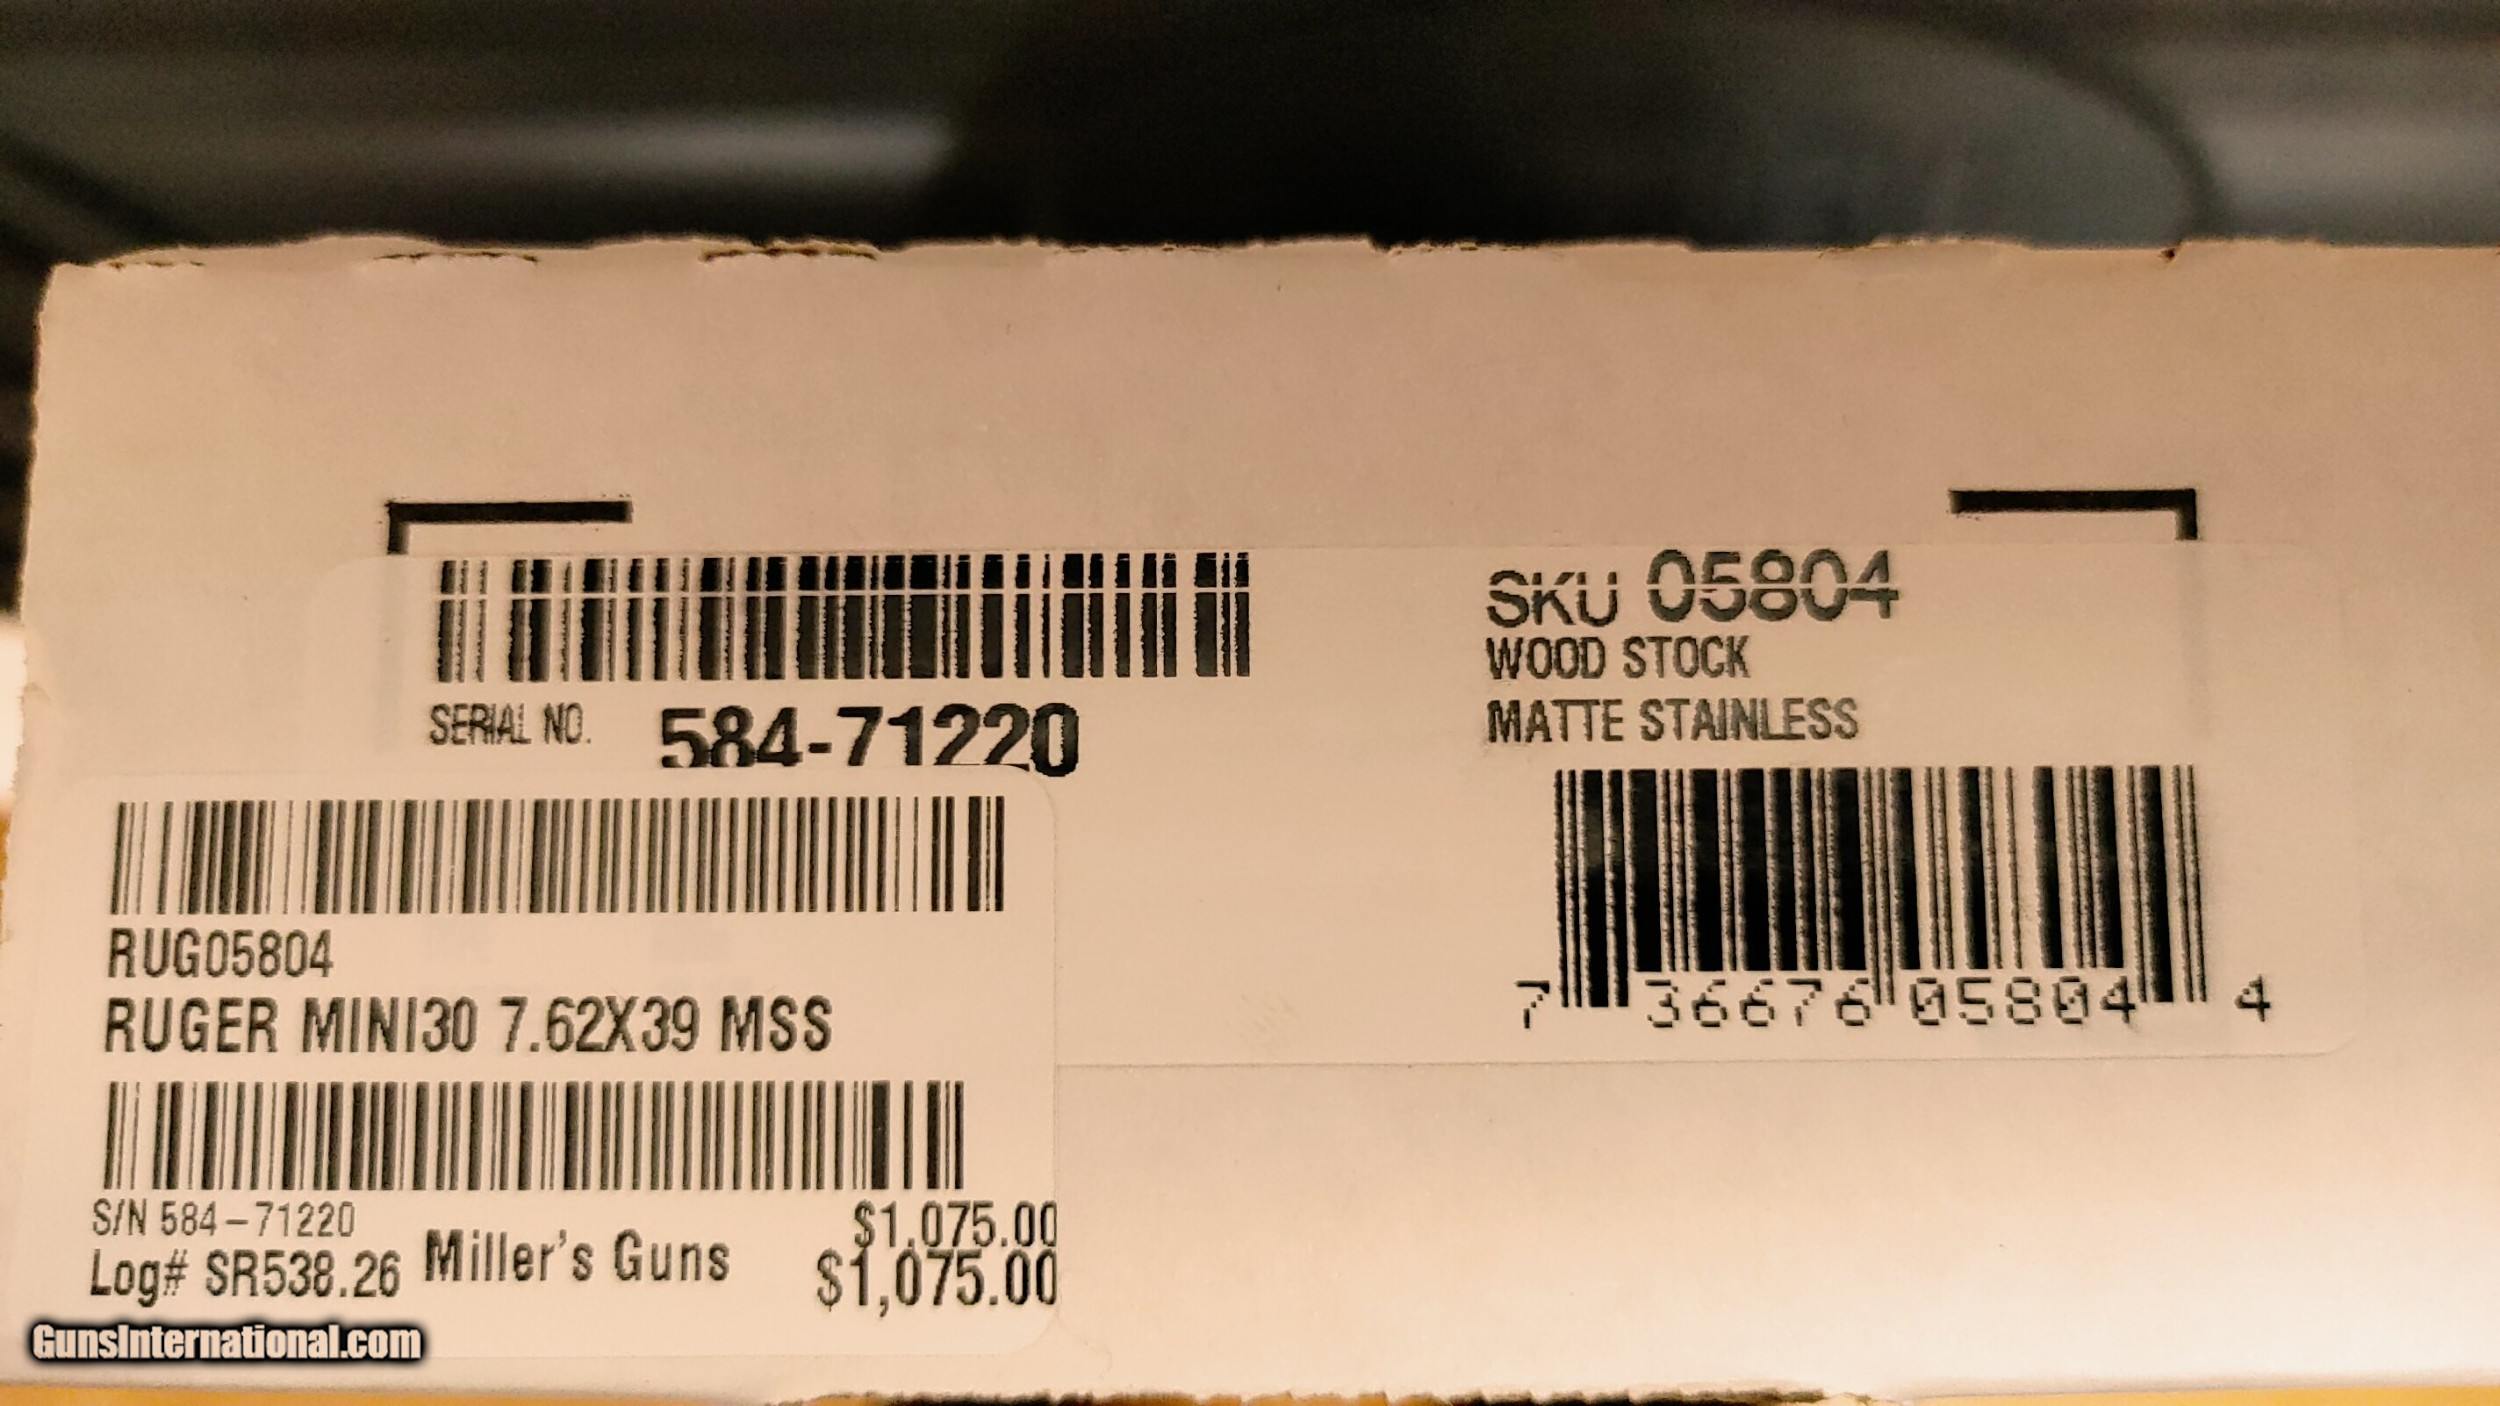 SKU 05804
WOOD STOCK
MATTE STAINLESS
SERIAL NO. 584-71220
7 36676 05804 4
RUG05804
RUGER MINI30 7.62X39 MSS
S/N 584-71220
$1,075.00
Log# SR538.26 Miller's Guns
$1,075.00
GunsInternational.com